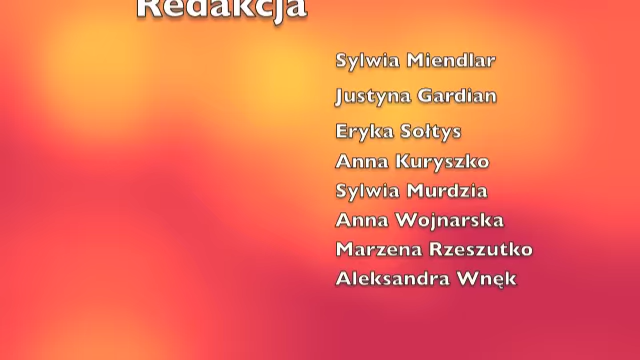 Redakcja
Sylwia Miendlar
Justyna Gardian
Eryka Sołtys
Anna Kuryszko
Sylwia Murdzia
Anna Wojnarska
Marzena Rzeszutko
Aleksandra Wnęk